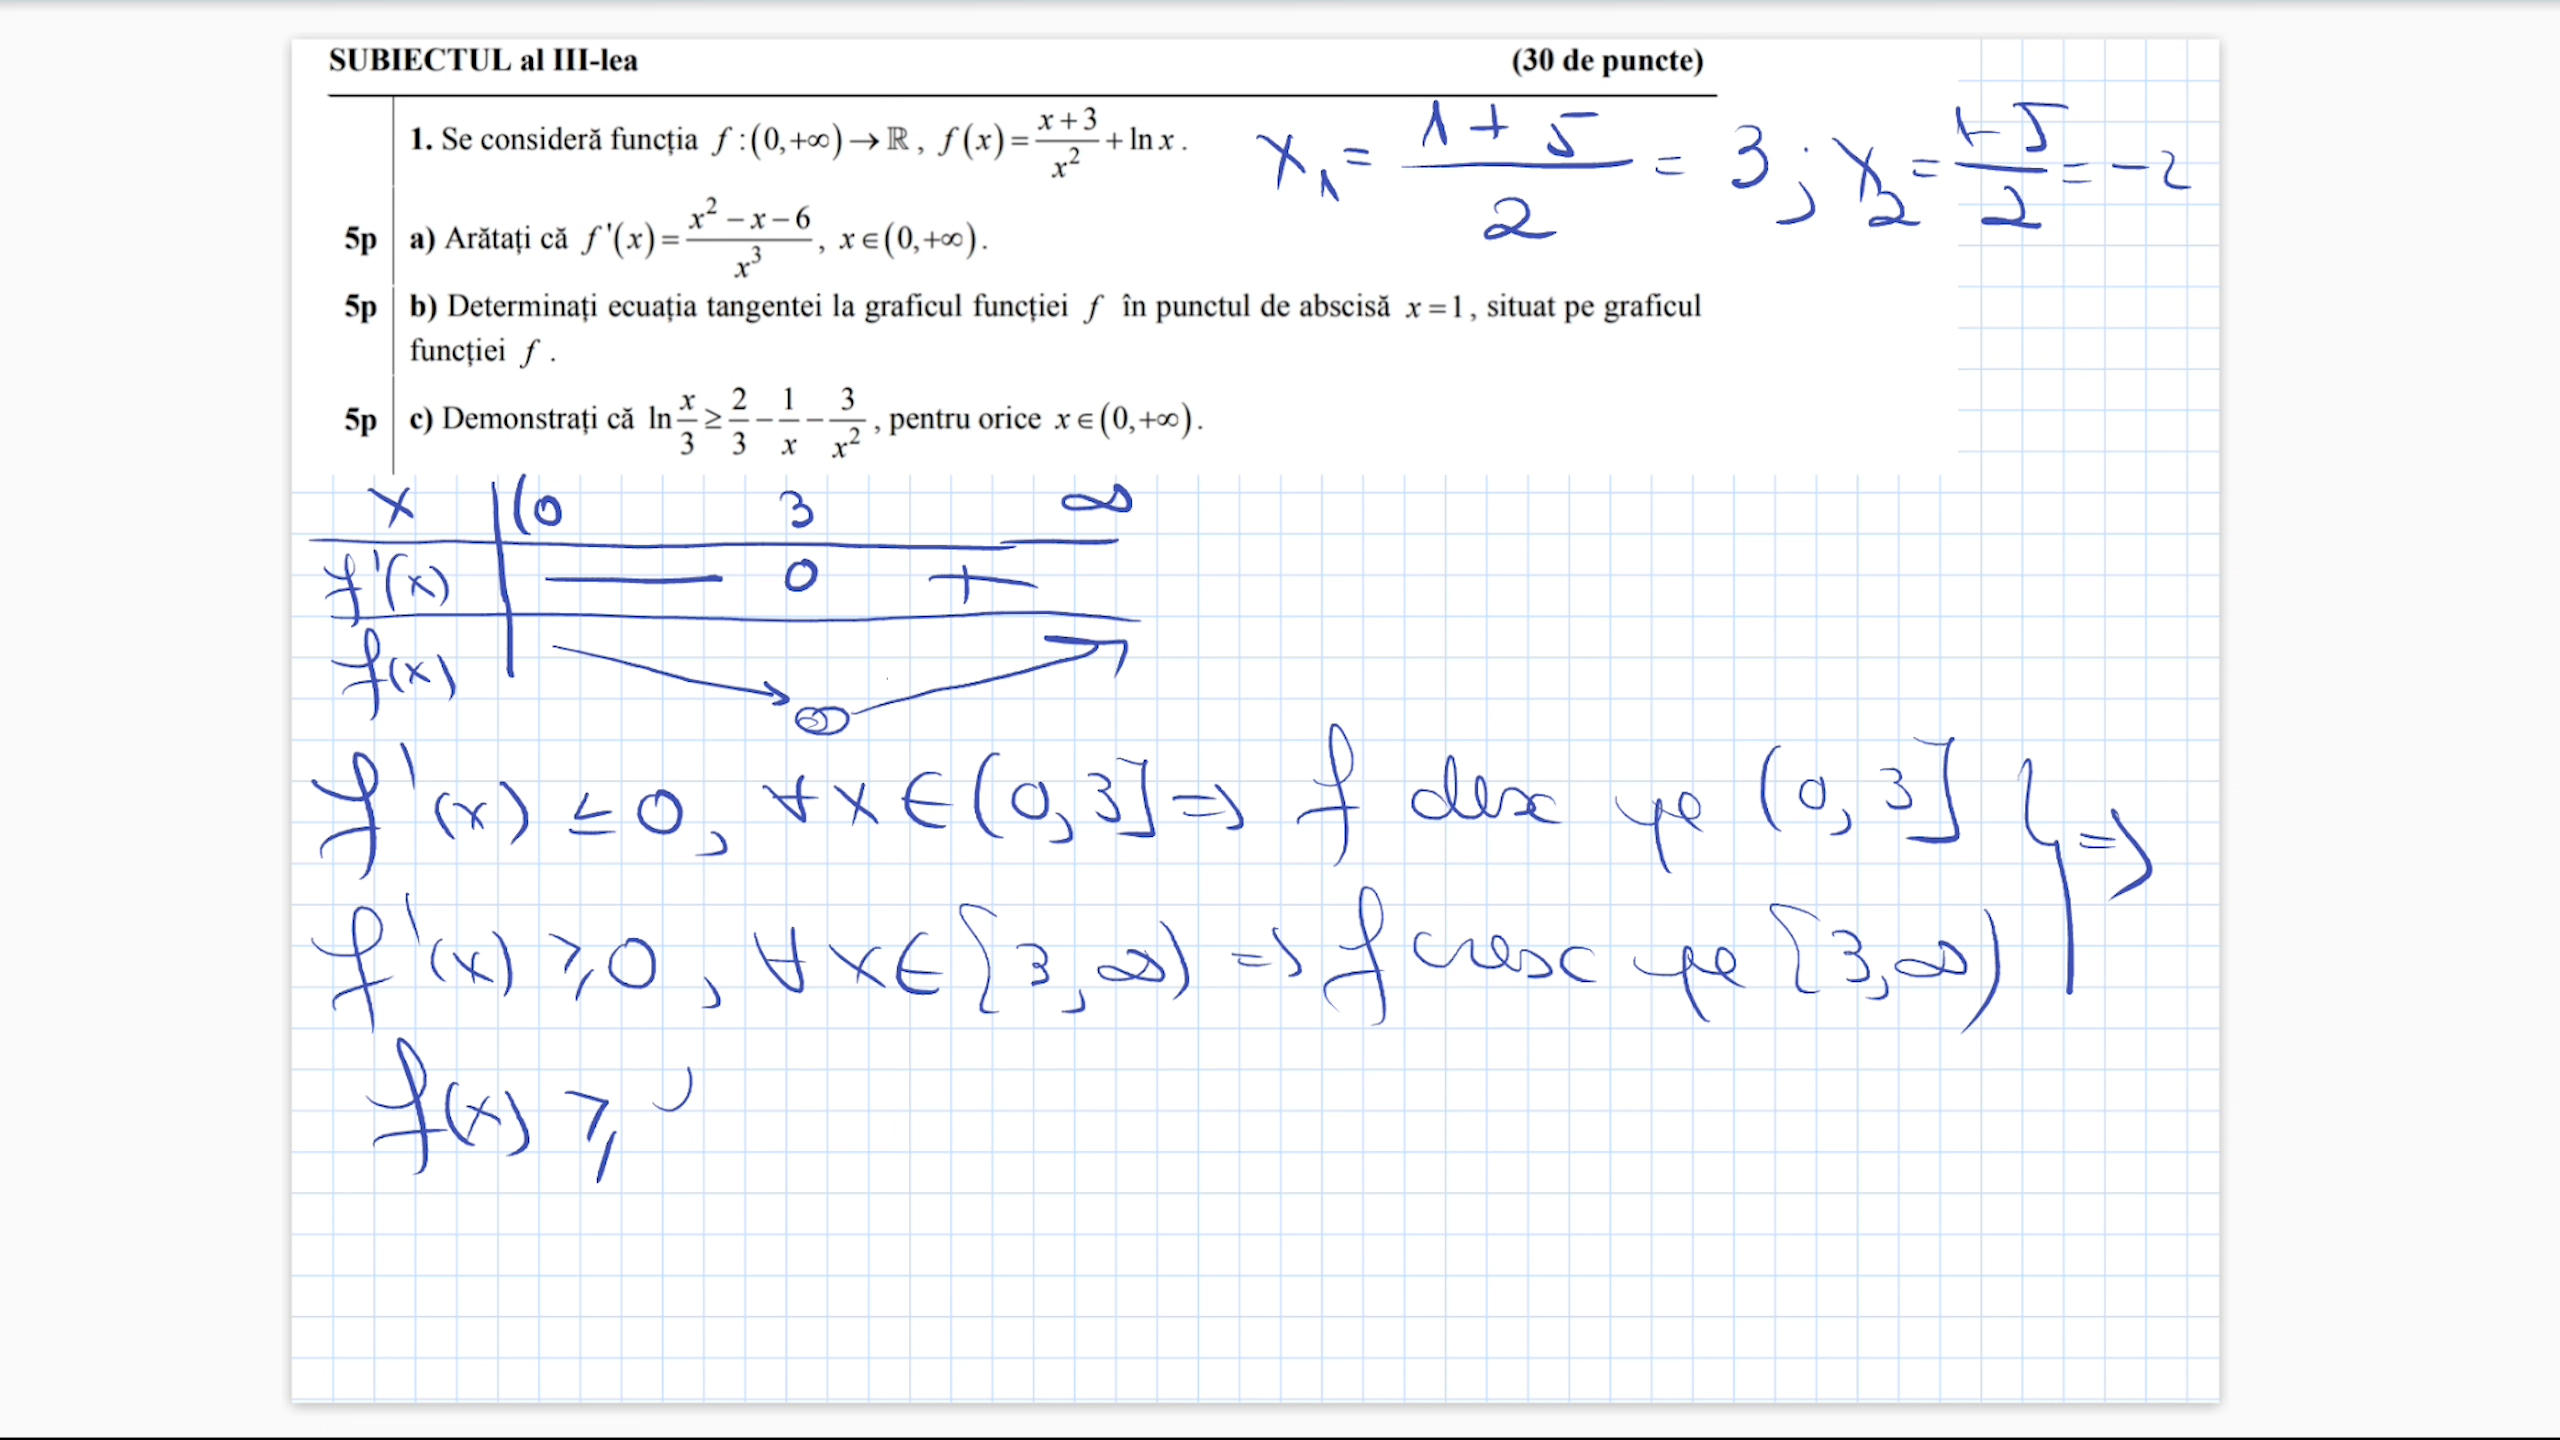 SUBIECTUL al III-lea (30 de puncte)
1. Se consideră funcția f : (0,+∞) → ℝ, f(x) = (x+3)/x² + ln x.
x₁ = (1+5)/2 = 3; x₂ = (1-5)/2 = -2
5p a) Arătați că f'(x) = (x² − x − 6)/x³, x ∈ (0,+∞).
5p b) Determinați ecuația tangentei la graficul funcției f în punctul de abscisă x = 1, situat pe graficul
funcției f.
5p c) Demonstrați că ln x/3 ≥ 2/3 − 1/x − 3/x², pentru orice x ∈ (0,+∞).
x | (0 3 ∞
f'(x) | — 0 +
f(x) | ↘ ↗
f'(x) ≤ 0, ∀ x ∈ (0, 3] => f desc pe (0, 3] } =>
f'(x) ≥ 0, ∀ x ∈ [3, ∞) => f cresc pe [3, ∞)
f(x) ≥